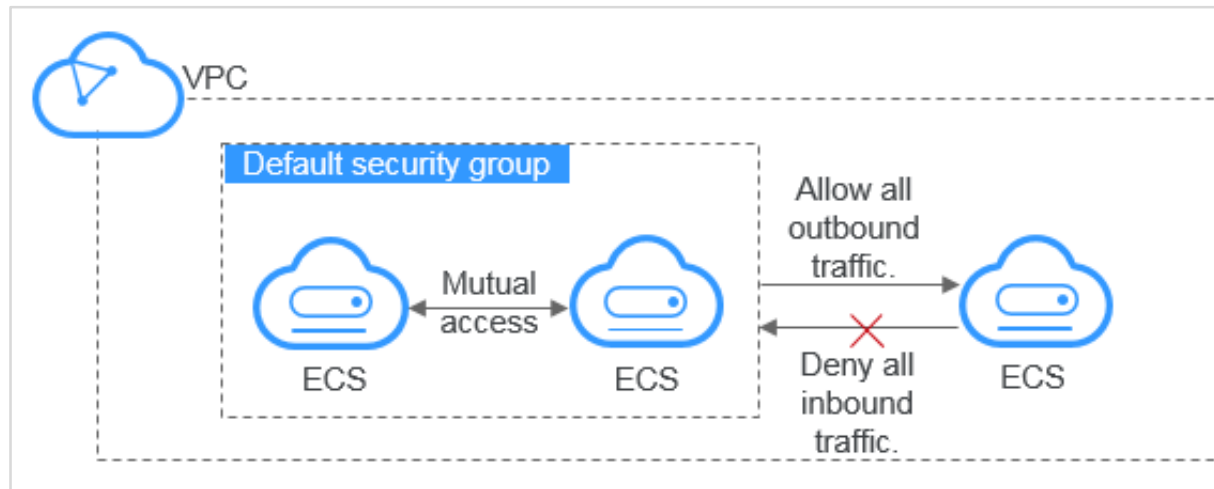 VPC
Default security group
Mutual
access
ECS
ECS
Allow all
outbound
traffic.
Deny all
inbound
traffic.
ECS